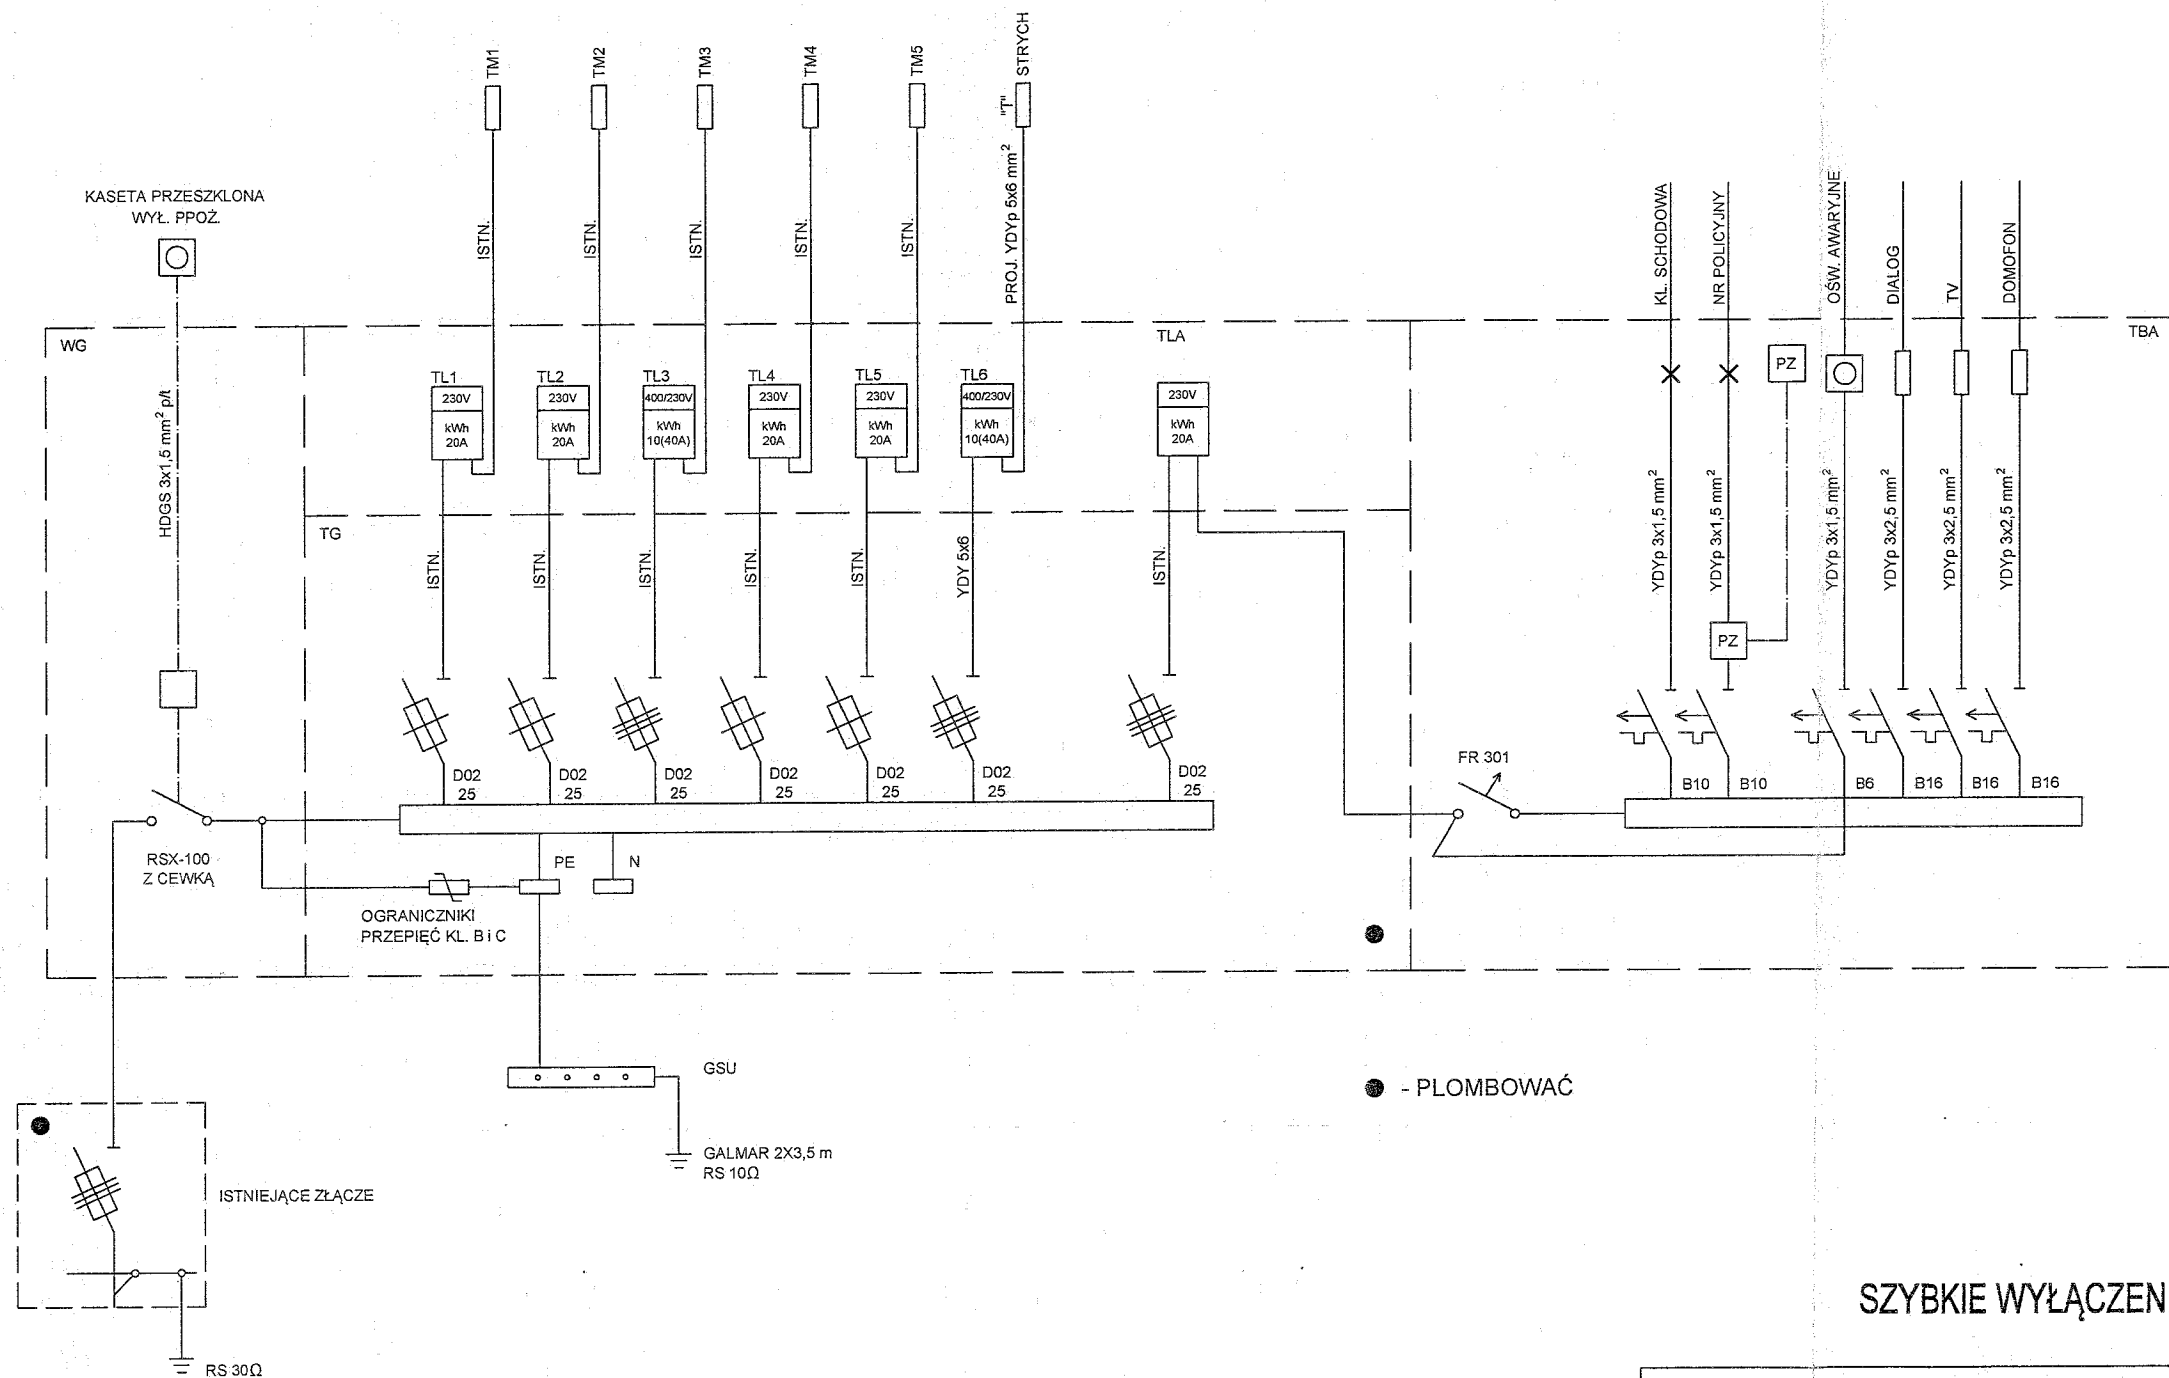 TM1
TM2
TM3
TM4
TM5
STRYCH
"T"
KASETA PRZESZKLONA
WYŁ. PPOŻ.
ISTN.
ISTN.
ISTN.
ISTN.
ISTN.
PROJ. YDYp 5x6 mm²
KL. SCHODOWA
NR POLICYJNY
OŚW. AWARYJNE
DIALOG
TV
DOMOFON
WG
TLA
TBA
HDGS 3x1,5 mm² p/t
TL1
230V
kWh
20A
TL2
230V
kWh
20A
TL3
400/230V
kWh
10(40A)
TL4
230V
kWh
20A
TL5
230V
kWh
20A
TL6
400/230V
kWh
10(40A)
230V
kWh
20A
PZ
TG
ISTN.
ISTN.
ISTN.
ISTN.
ISTN.
YDY 5x6
ISTN.
YDYp 3x1,5 mm²
YDYp 3x1,5 mm²
YDYp 3x1,5 mm²
YDYp 3x2,5 mm²
YDYp 3x2,5 mm²
YDYp 3x2,5 mm²
PZ
D02
25
D02
25
D02
25
D02
25
D02
25
D02
25
D02
25
FR 301
B10
B10
B6
B16
B16
B16
RSX-100
Z CEWKĄ
PE
N
OGRANICZNIKI
PRZEPIĘĆ KL. B i C
GSU
- PLOMBOWAĆ
GALMAR 2X3,5 m
RS 10Ω
ISTNIEJĄCE ZŁĄCZE
RS 30Ω
SZYBKIE WYŁĄCZEN